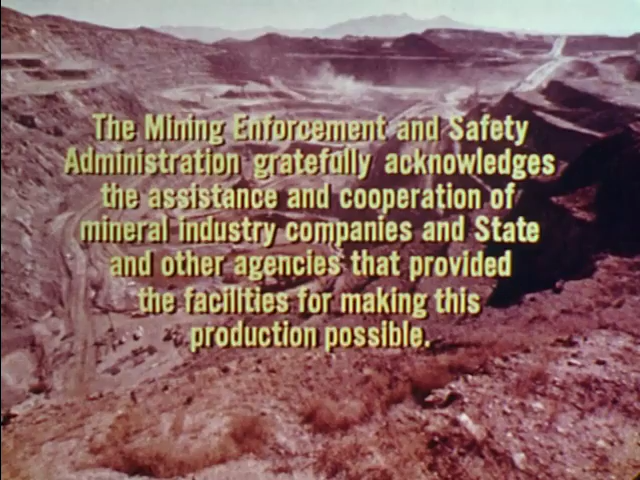 The Mining Enforcement and Safety
Administration gratefully acknowledges
the assistance and cooperation of
mineral industry companies and State
and other agencies that provided
the facilities for making this
production possible.